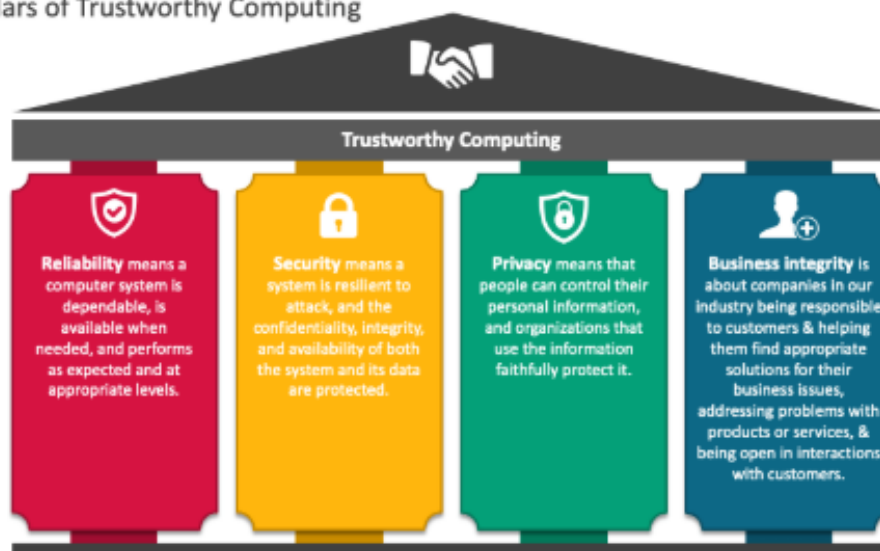 lars of Trustworthy Computing
Trustworthy Computing
Reliability means a
computer system is
dependable, is
available when
needed, and performs
as expected and at
appropriate levels.
Security means a
system is resilient to
attack, and the
confidentiality, integrity,
and availability of both
the system and its data
are protected.
Privacy means that
people can control their
personal information,
and organizations that
use the information
faithfully protect it.
Business integrity is
about companies in our
industry being responsible
to customers & helping
them find appropriate
solutions for their
business issues,
addressing problems with
products or services, &
being open in interactions
with customers.